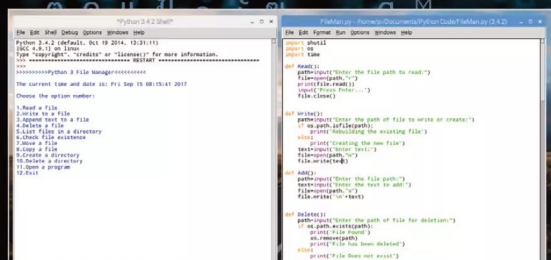 *Python 3.4.2 Shell*
File Edit Shell Debug Options Windows Help
Python 3.4.2 (default, Oct 19 2014, 13:31:11)
[GCC 4.9.1] on linux
Type "copyright", "credits" or "license()" for more information.
>>> ================================ RESTART ================================
>>>
>>>>>>>>>>Python 3 File Manager<<<<<<<<<<
The current time and date is: Fri Sep 15 08:15:41 2017
Choose the option number:
1.Read a file
2.Write to a file
3.Append text to a file
4.Delete a file
5.List files in a directory
6.Check file existence
7.Move a file
8.Copy a file
9.Create a directory
10.Delete a directory
11.Open a program
12.Exit
FileMan.py - /home/pi/Documents/Python Code/FileMan.py (3.4.2)
File Edit Format Run Options Windows Help
import shutil
import os
import time
def Read():
path=input("Enter the file path to read:")
file=open(path,"r")
print(file.read())
input('Press Enter...')
file.close()
def Write():
path=input("Enter the path of file to write or create:")
if os.path.isfile(path):
print('Rebuilding the existing file')
else:
print('Creating the new file')
text=input("Enter text:")
file=open(path,"w")
file.write(text)
def Add():
path=input("Enter the file path:")
text=input("Enter the text to add:")
file=open(path,"a")
file.write('\n'+text)
def Delete():
path=input("Enter the path of file for deletion:")
if os.path.exists(path):
print('File Found')
os.remove(path)
print('File has been deleted')
else:
print('File Does not exist')